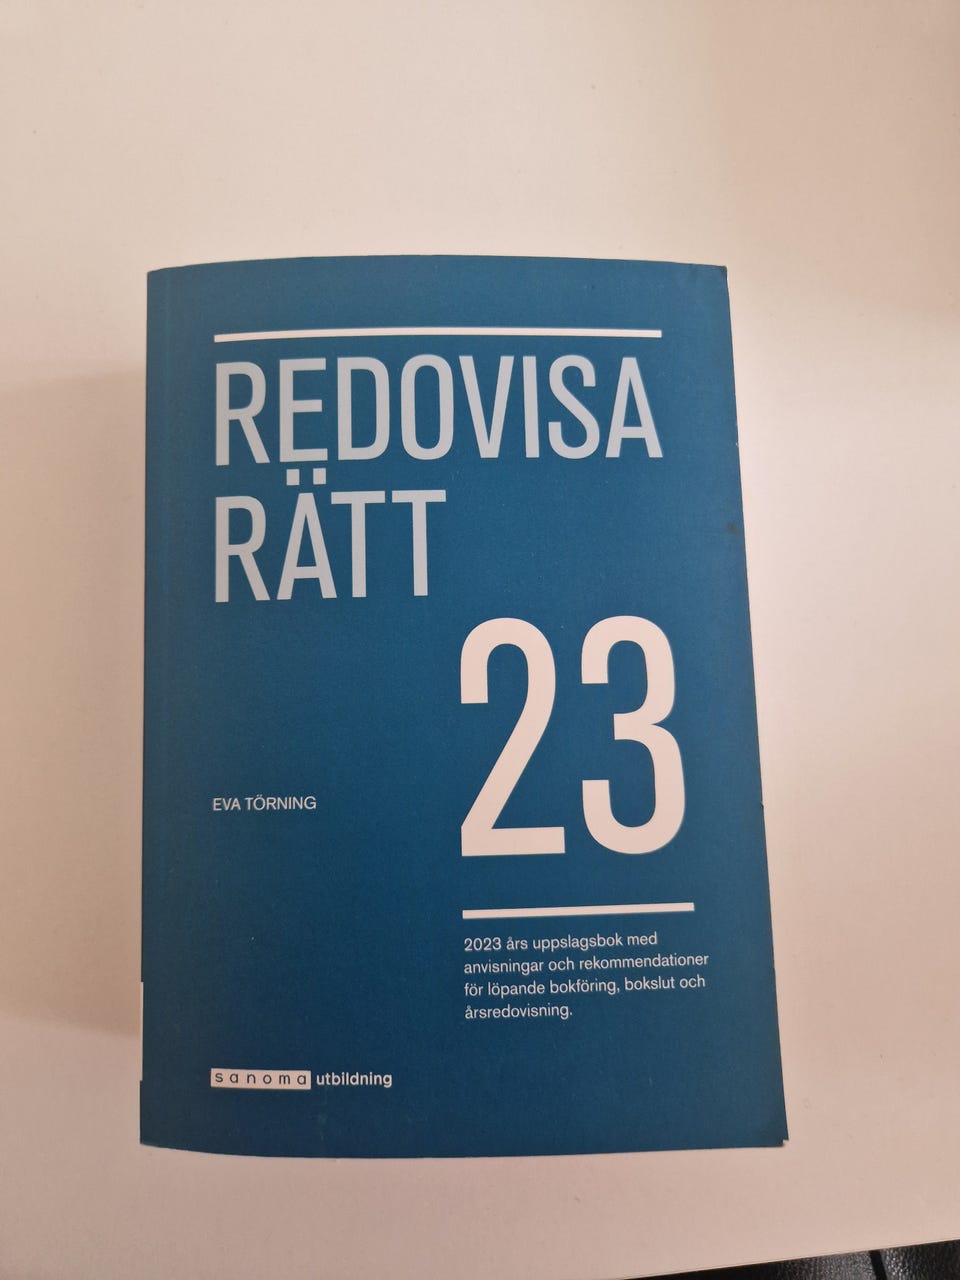 REDOVISA
RÄTT
23
EVA TÖRNING
2023 års uppslagsbok med
anvisningar och rekommendationer
för löpande bokföring, bokslut och
årsredovisning.
sanoma utbildning